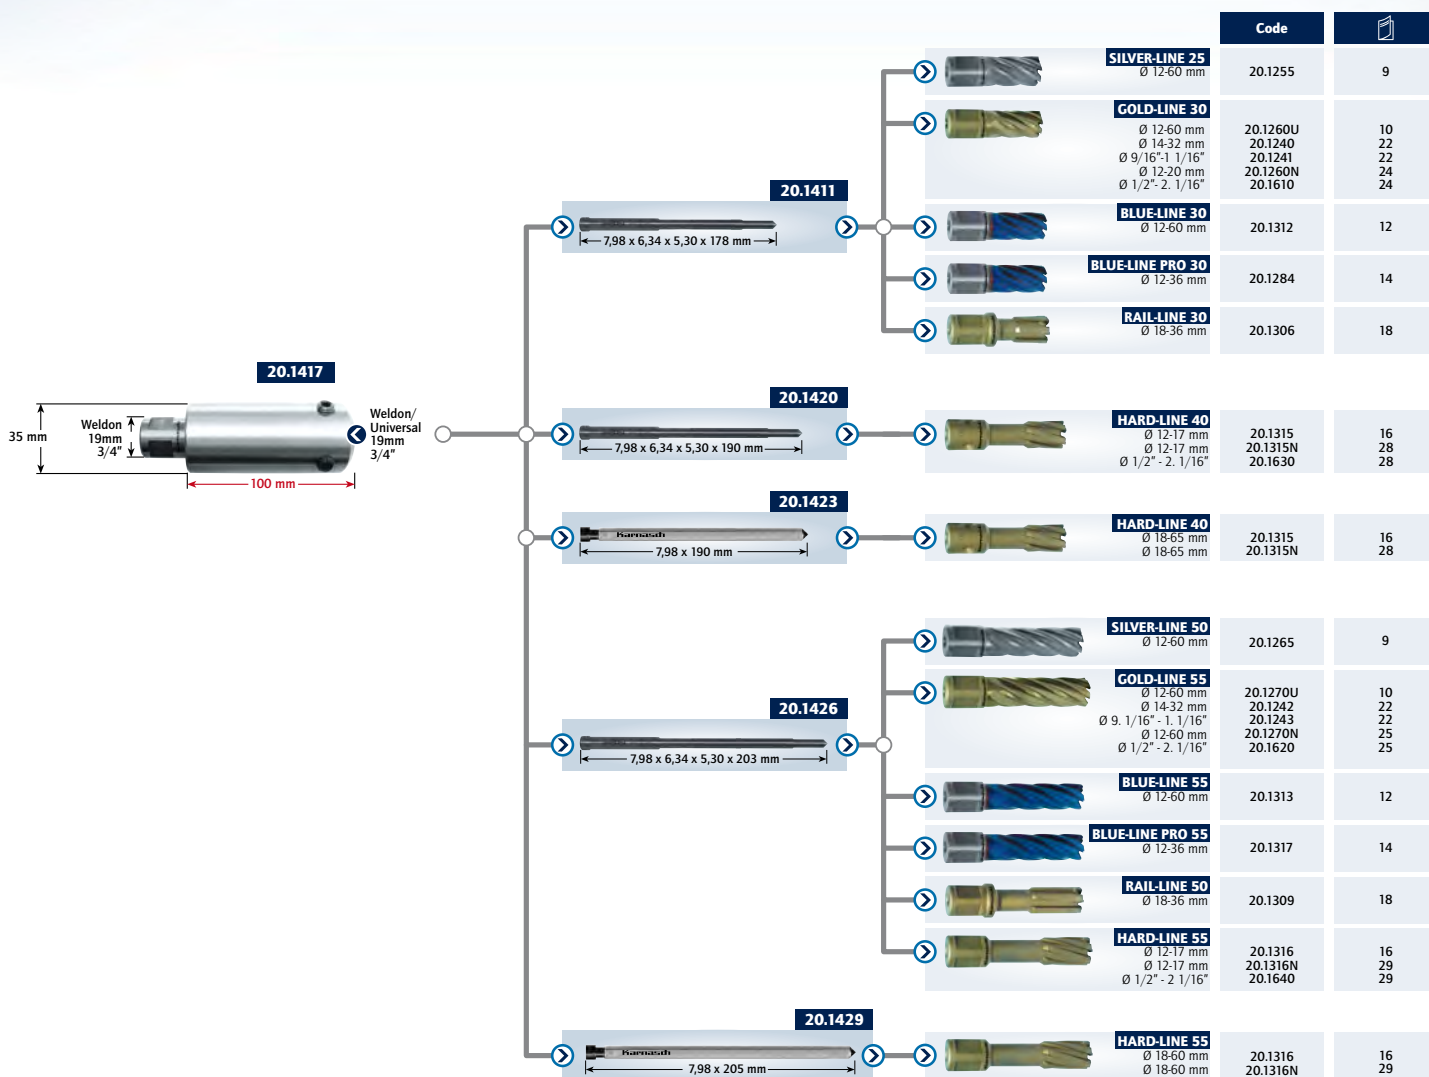 Code
SILVER-LINE 25
Ø 12-60 mm 20.1255 9
GOLD-LINE 30
Ø 12-60 mm 20.1260U 10
Ø 14-32 mm 20.1240 22
Ø 9/16"-1 1/16" 20.1241 22
Ø 12-20 mm 20.1260N 24
Ø 1/2"- 2. 1/16" 20.1610 24
20.1411
7,98 x 6,34 x 5,30 x 178 mm
BLUE-LINE 30
Ø 12-60 mm 20.1312 12
BLUE-LINE PRO 30
Ø 12-36 mm 20.1284 14
RAIL-LINE 30
Ø 18-36 mm 20.1306 18
20.1417
35 mm
Weldon
19mm
3/4"
Weldon/
Universal
19mm
3/4"
100 mm
20.1420
7,98 x 6,34 x 5,30 x 190 mm
HARD-LINE 40
Ø 12-17 mm 20.1315 16
Ø 12-17 mm 20.1315N 28
Ø 1/2" - 2. 1/16" 20.1630 28
20.1423
Karnasch
7,98 x 190 mm
HARD-LINE 40
Ø 18-65 mm 20.1315 16
Ø 18-65 mm 20.1315N 28
SILVER-LINE 50
Ø 12-60 mm 20.1265 9
GOLD-LINE 55
Ø 12-60 mm 20.1270U 10
Ø 14-32 mm 20.1242 22
Ø 9. 1/16" - 1. 1/16" 20.1243 22
Ø 12-60 mm 20.1270N 25
Ø 1/2" - 2. 1/16" 20.1620 25
20.1426
7,98 x 6,34 x 5,30 x 203 mm
BLUE-LINE 55
Ø 12-60 mm 20.1313 12
BLUE-LINE PRO 55
Ø 12-36 mm 20.1317 14
RAIL-LINE 50
Ø 18-36 mm 20.1309 18
HARD-LINE 55
Ø 12-17 mm 20.1316 16
Ø 12-17 mm 20.1316N 29
Ø 1/2" - 2 1/16" 20.1640 29
20.1429
Karnasch
7,98 x 205 mm
HARD-LINE 55
Ø 18-60 mm 20.1316 16
Ø 18-60 mm 20.1316N 29